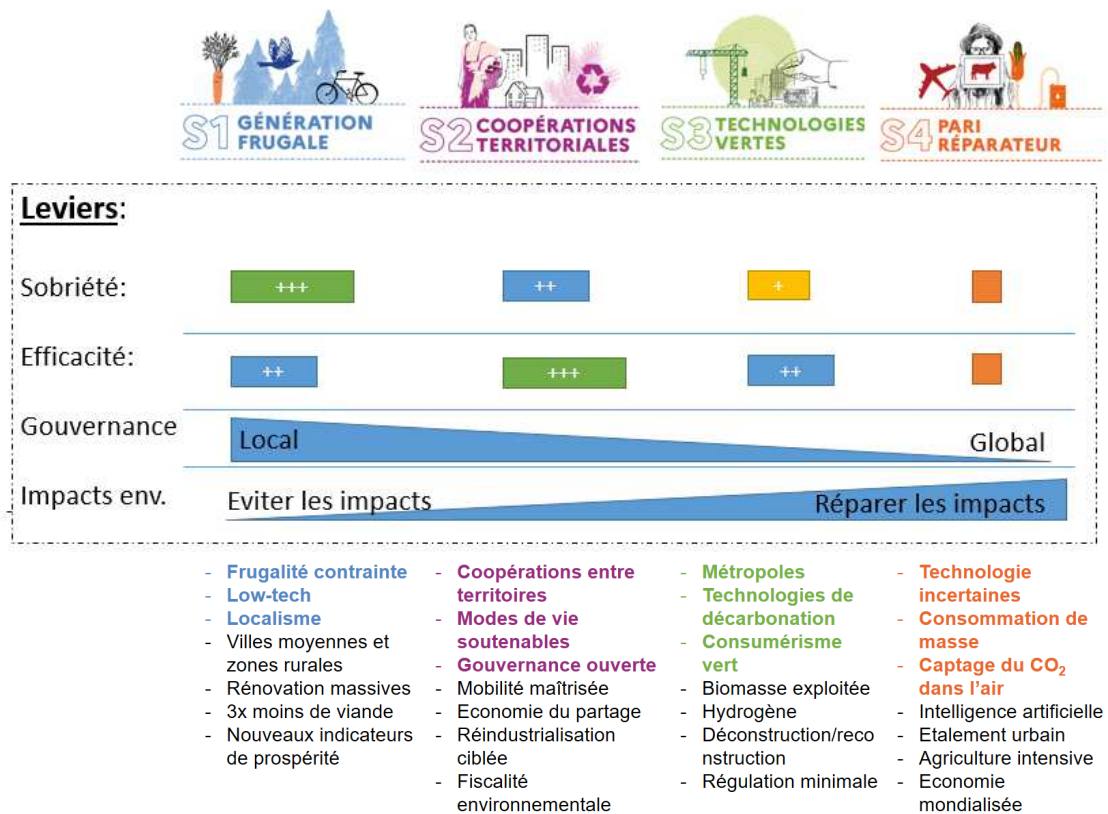 S1 GÉNÉRATION
FRUGALE
S2 COOPÉRATIONS
TERRITORIALES
S3 TECHNOLOGIES
VERTES
S4 PARI
RÉPARATEUR
Leviers:
Sobriété:
+++
++
+
Efficacité:
++
+++
++
Gouvernance
Local
Global
Impacts env.
Eviter les impacts
Réparer les impacts
- Frugalité contrainte
- Low-tech
- Localisme
- Villes moyennes et
zones rurales
- Rénovation massives
- 3x moins de viande
- Nouveaux indicateurs
de prospérité
- Coopérations entre
territoires
- Modes de vie
soutenables
- Gouvernance ouverte
- Mobilité maîtrisée
- Economie du partage
- Réindustrialisation
ciblée
- Fiscalité
environnementale
- Métropoles
- Technologies de
décarbonation
- Consumérisme
vert
- Biomasse exploitée
- Hydrogène
- Déconstruction/reco
nstruction
- Régulation minimale
- Technologie
incertaines
- Consommation de
masse
- Captage du CO₂
dans l'air
- Intelligence artificielle
- Etalement urbain
- Agriculture intensive
- Economie
mondialisée